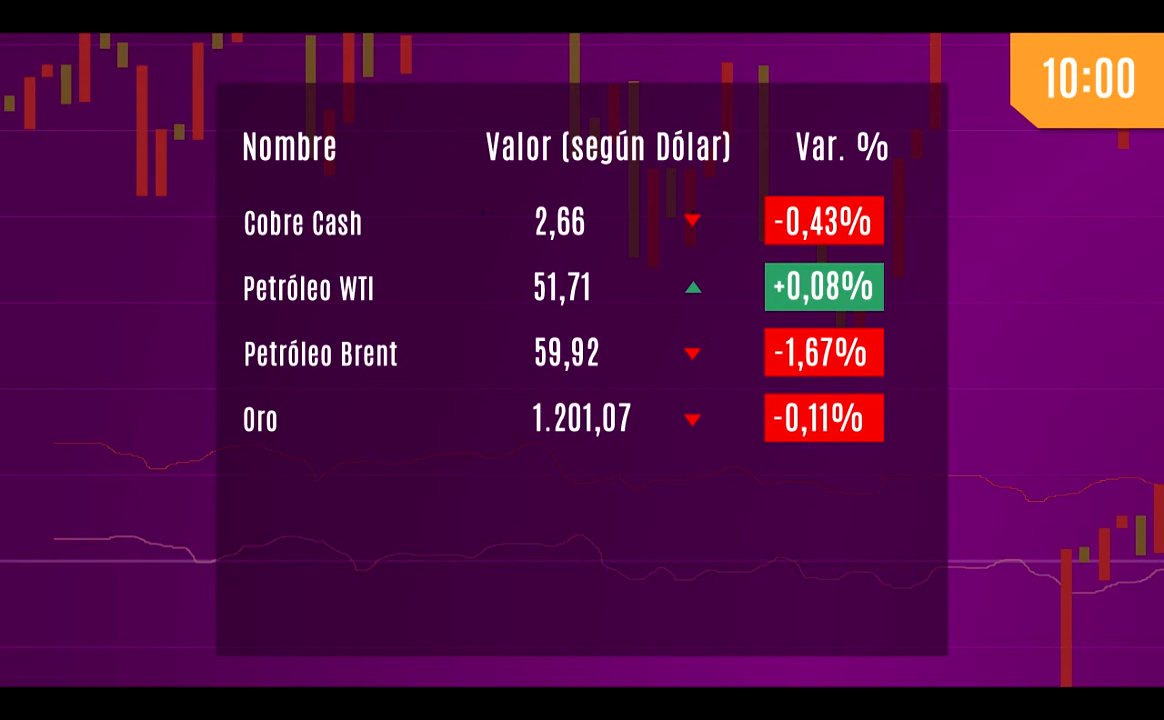 10:00
Nombre Valor (según Dólar) Var. %
Cobre Cash 2,66 -0,43%
Petróleo WTI 51,71 +0,08%
Petróleo Brent 59,92 -1,67%
Oro 1.201,07 -0,11%